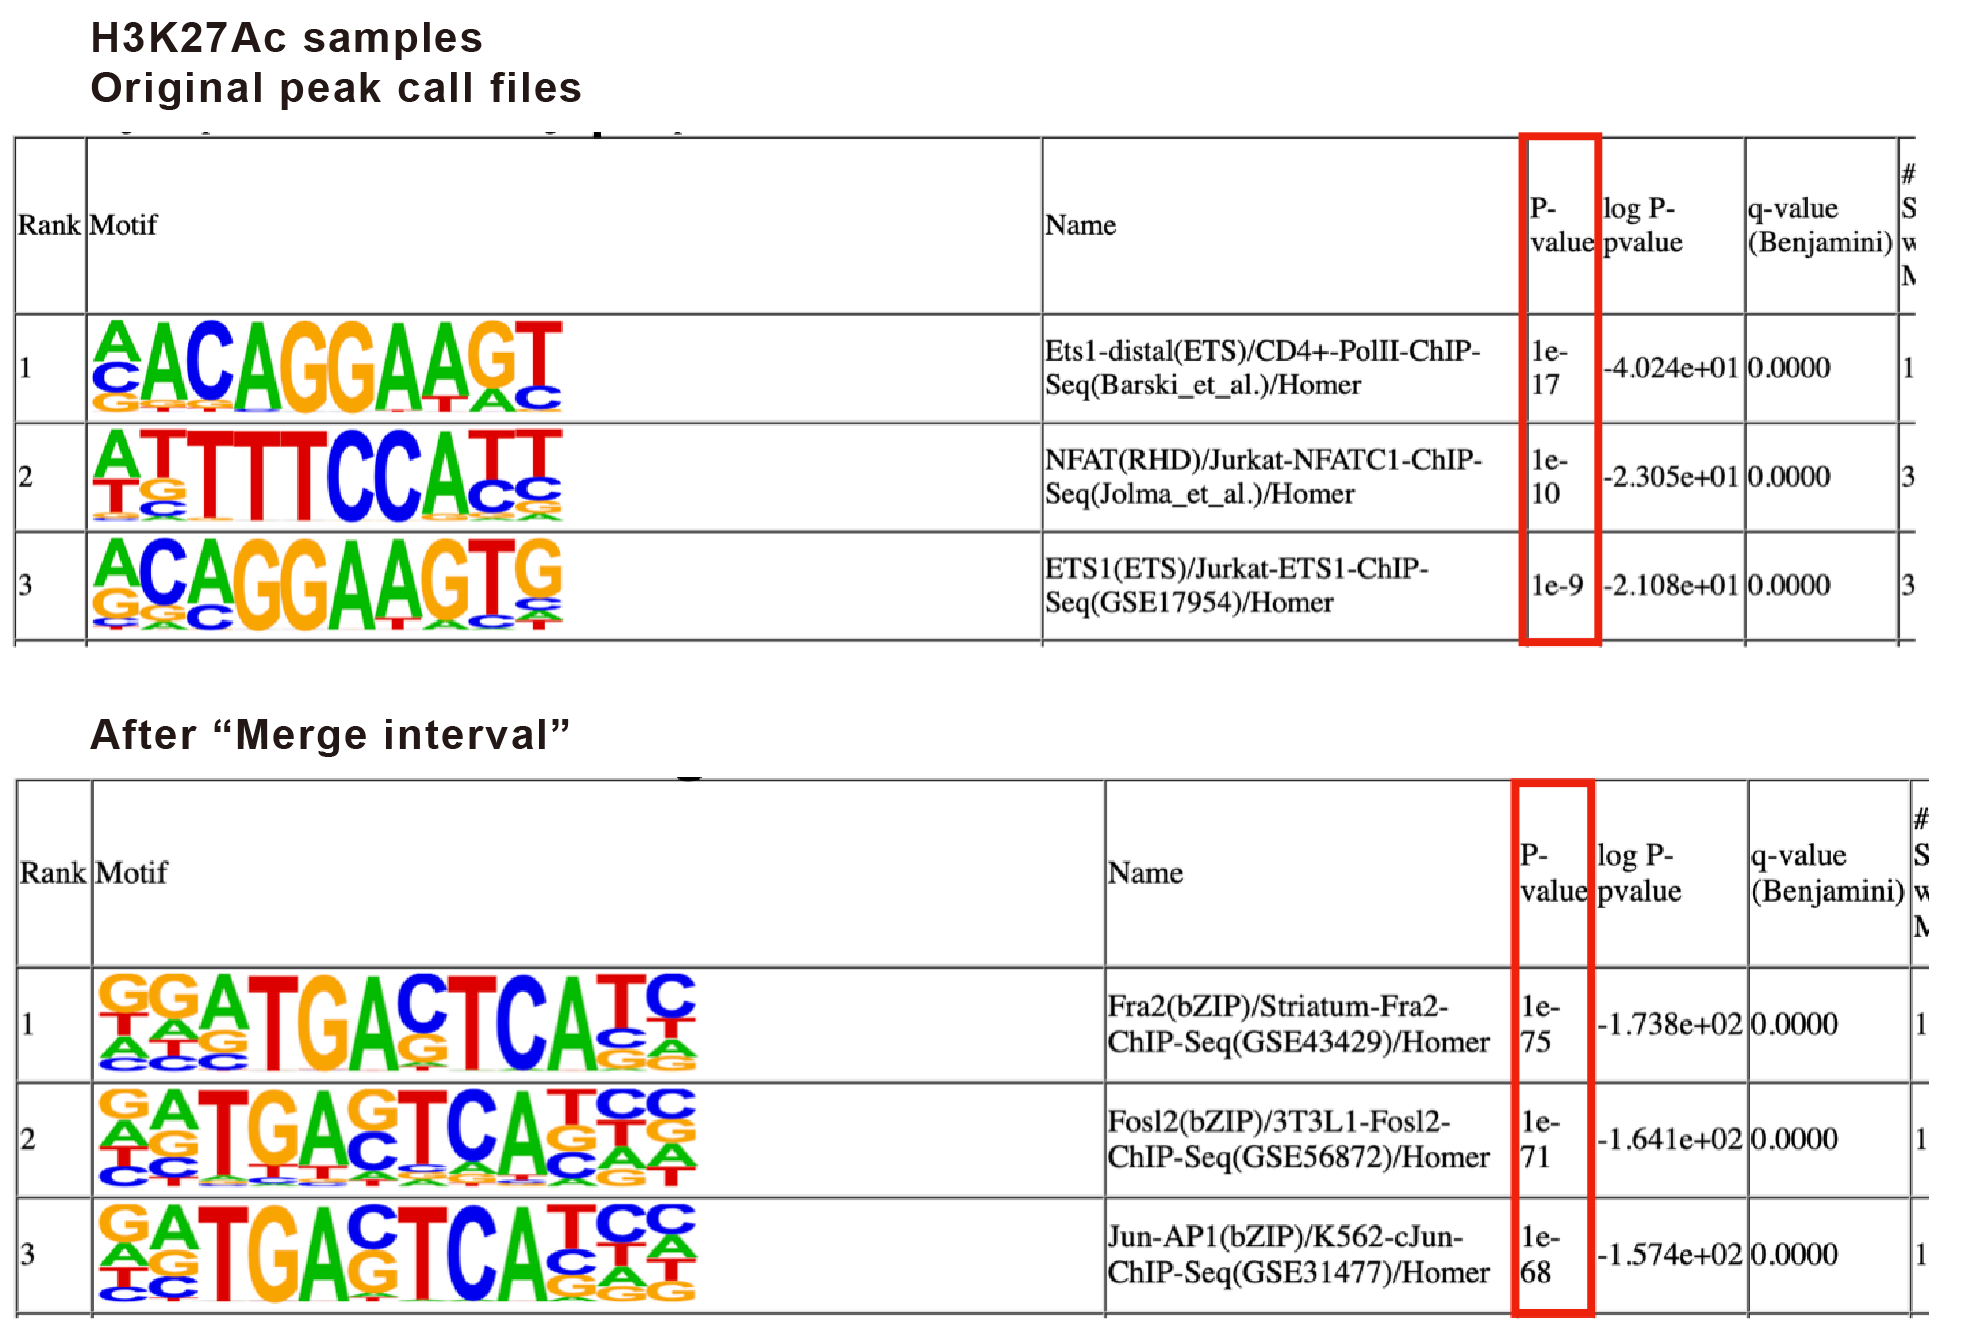 H3K27Ac samples
Original peak call files
Rank Motif Name P-value log P-pvalue q-value (Benjamini) # S
1 AACAGGAAGT Ets1-distal(ETS)/CD4+-PolII-ChIP-Seq(Barski_et_al.)/Homer 1e-17 -4.024e+01 0.0000 1
2 ATTTTCCATT NFAT(RHD)/Jurkat-NFATC1-ChIP-Seq(Jolma_et_al.)/Homer 1e-10 -2.305e+01 0.0000 3
3 ACAGGAAGTG ETS1(ETS)/Jurkat-ETS1-ChIP-Seq(GSE17954)/Homer 1e-9 -2.108e+01 0.0000 3
After “Merge interval”
Rank Motif Name P-value log P-pvalue q-value (Benjamini) # S
1 GGATGACTCATC Fra2(bZIP)/Striatum-Fra2-ChIP-Seq(GSE43429)/Homer 1e-75 -1.738e+02 0.0000 1
2 GATGAGTCATCC Fosl2(bZIP)/3T3L1-Fosl2-ChIP-Seq(GSE56872)/Homer 1e-71 -1.641e+02 0.0000 1
3 GATGACTCATCC Jun-AP1(bZIP)/K562-cJun-ChIP-Seq(GSE31477)/Homer 1e-68 -1.574e+02 0.0000 1